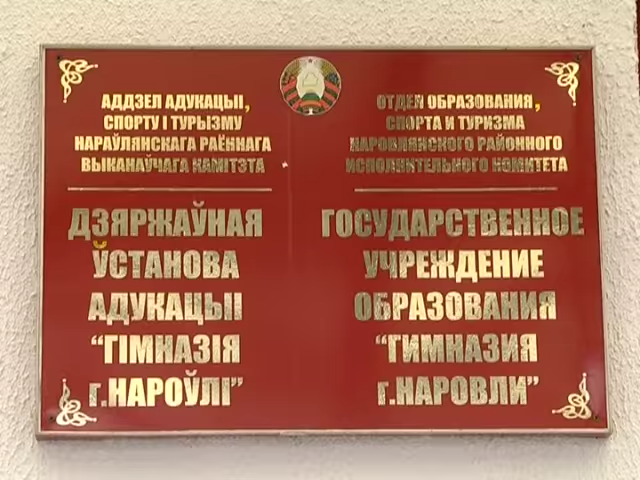 АДДЗЕЛ АДУКАЦЫІ,
СПОРТУ І ТУРЫЗМУ
НАРАЎЛЯНСКАГА РАЁННАГА
ВЫКАНАЎЧАГА КАМІТЭТА
ДЗЯРЖАЎНАЯ
ЎСТАНОВА
АДУКАЦЫІ
“ГІМНАЗІЯ
г.НАРОЎЛІ”
ОТДЕЛ ОБРАЗОВАНИЯ,
СПОРТА И ТУРИЗМА
НАРОВЛЯНСКОГО РАЙОННОГО
ИСПОЛНИТЕЛЬНОГО КОМИТЕТА
ГОСУДАРСТВЕННОЕ
УЧРЕЖДЕНИЕ
ОБРАЗОВАНИЯ
“ГИМНАЗИЯ
г.НАРОВЛИ”